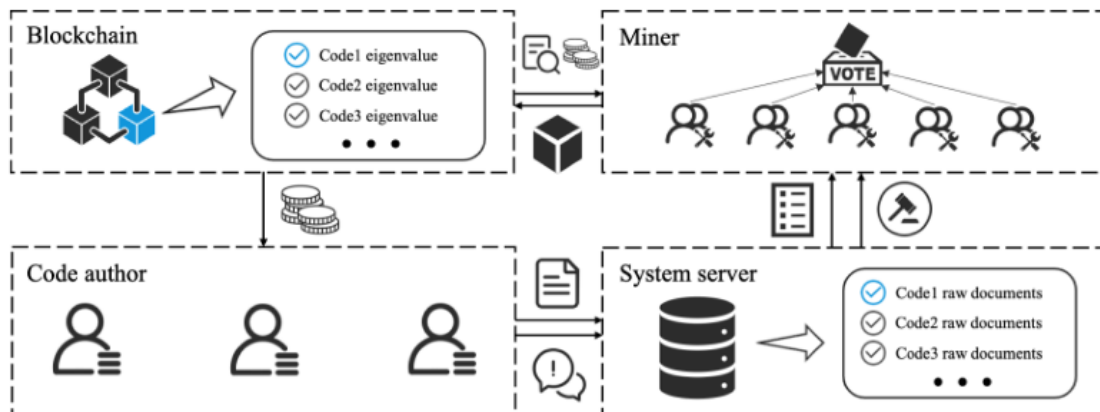 Blockchain
Code1 eigenvalue
Code2 eigenvalue
Code3 eigenvalue
Miner
VOTE
Code author
System server
Code1 raw documents
Code2 raw documents
Code3 raw documents